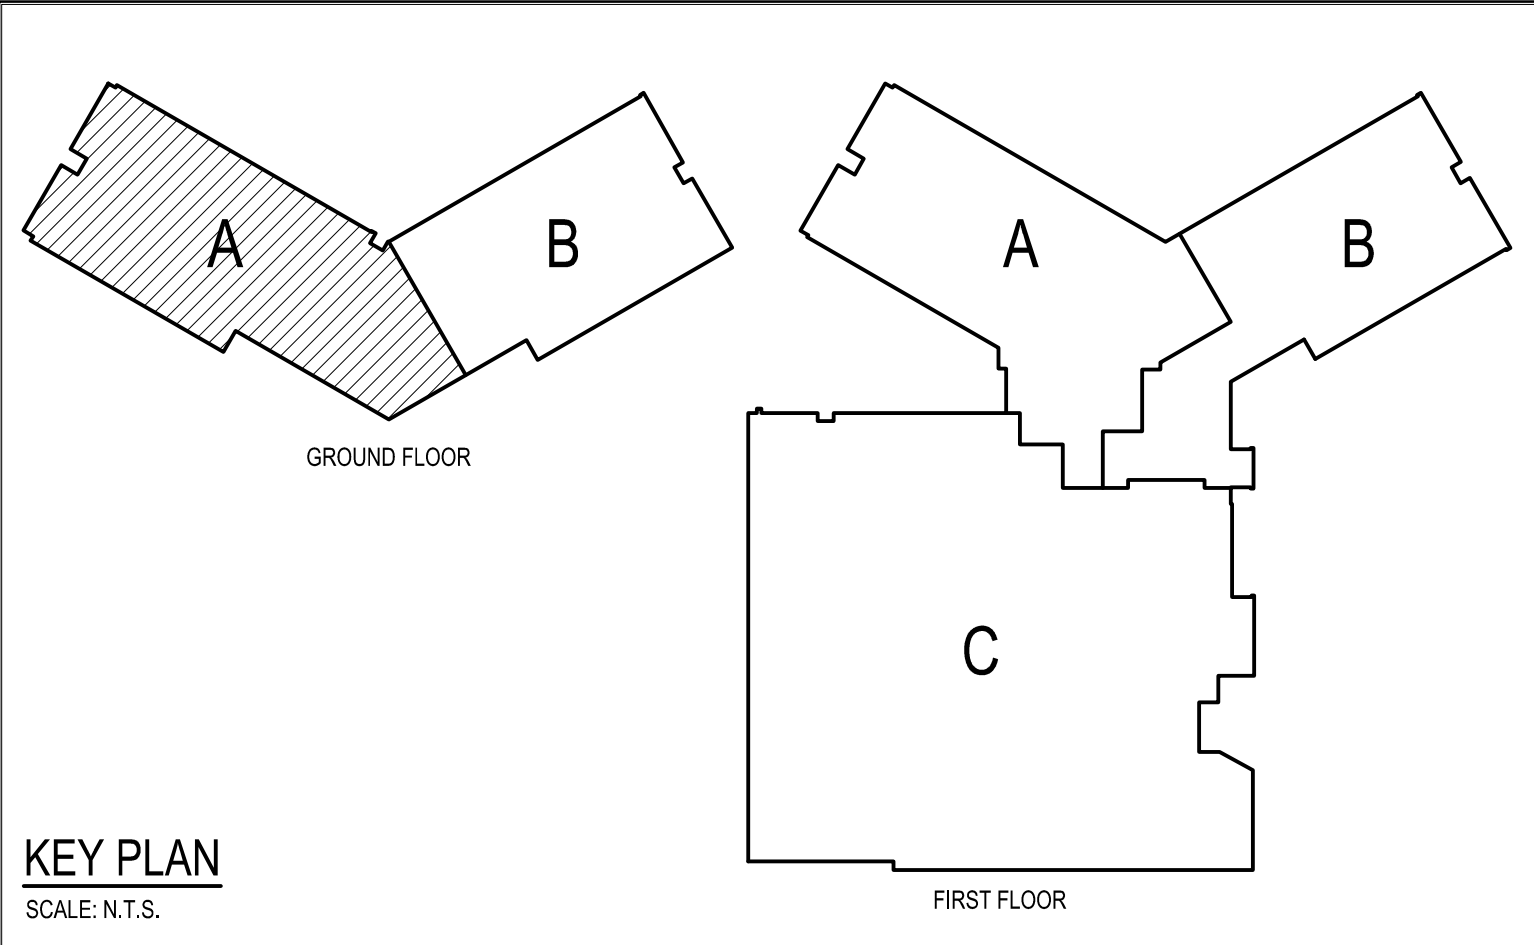 A
B
GROUND FLOOR
A
B
C
FIRST FLOOR
KEY PLAN
SCALE: N.T.S.